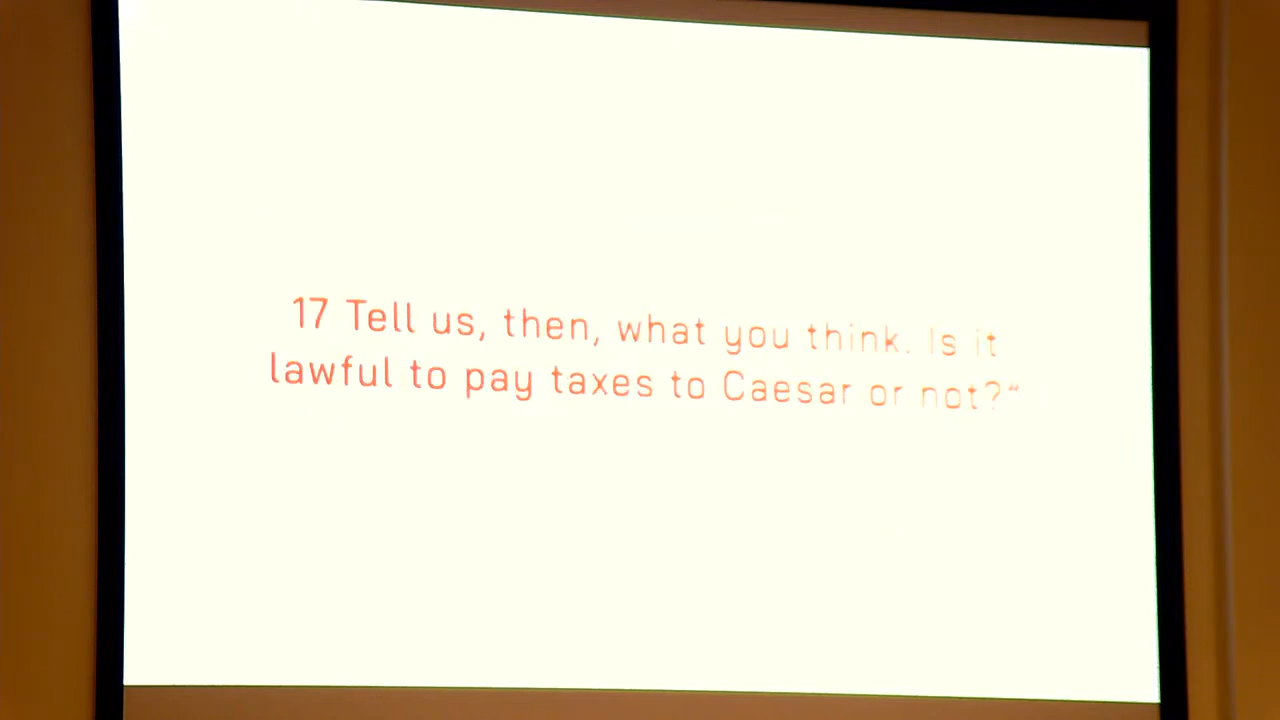 17 Tell us, then, what you think. Is it
lawful to pay taxes to Caesar or not?“